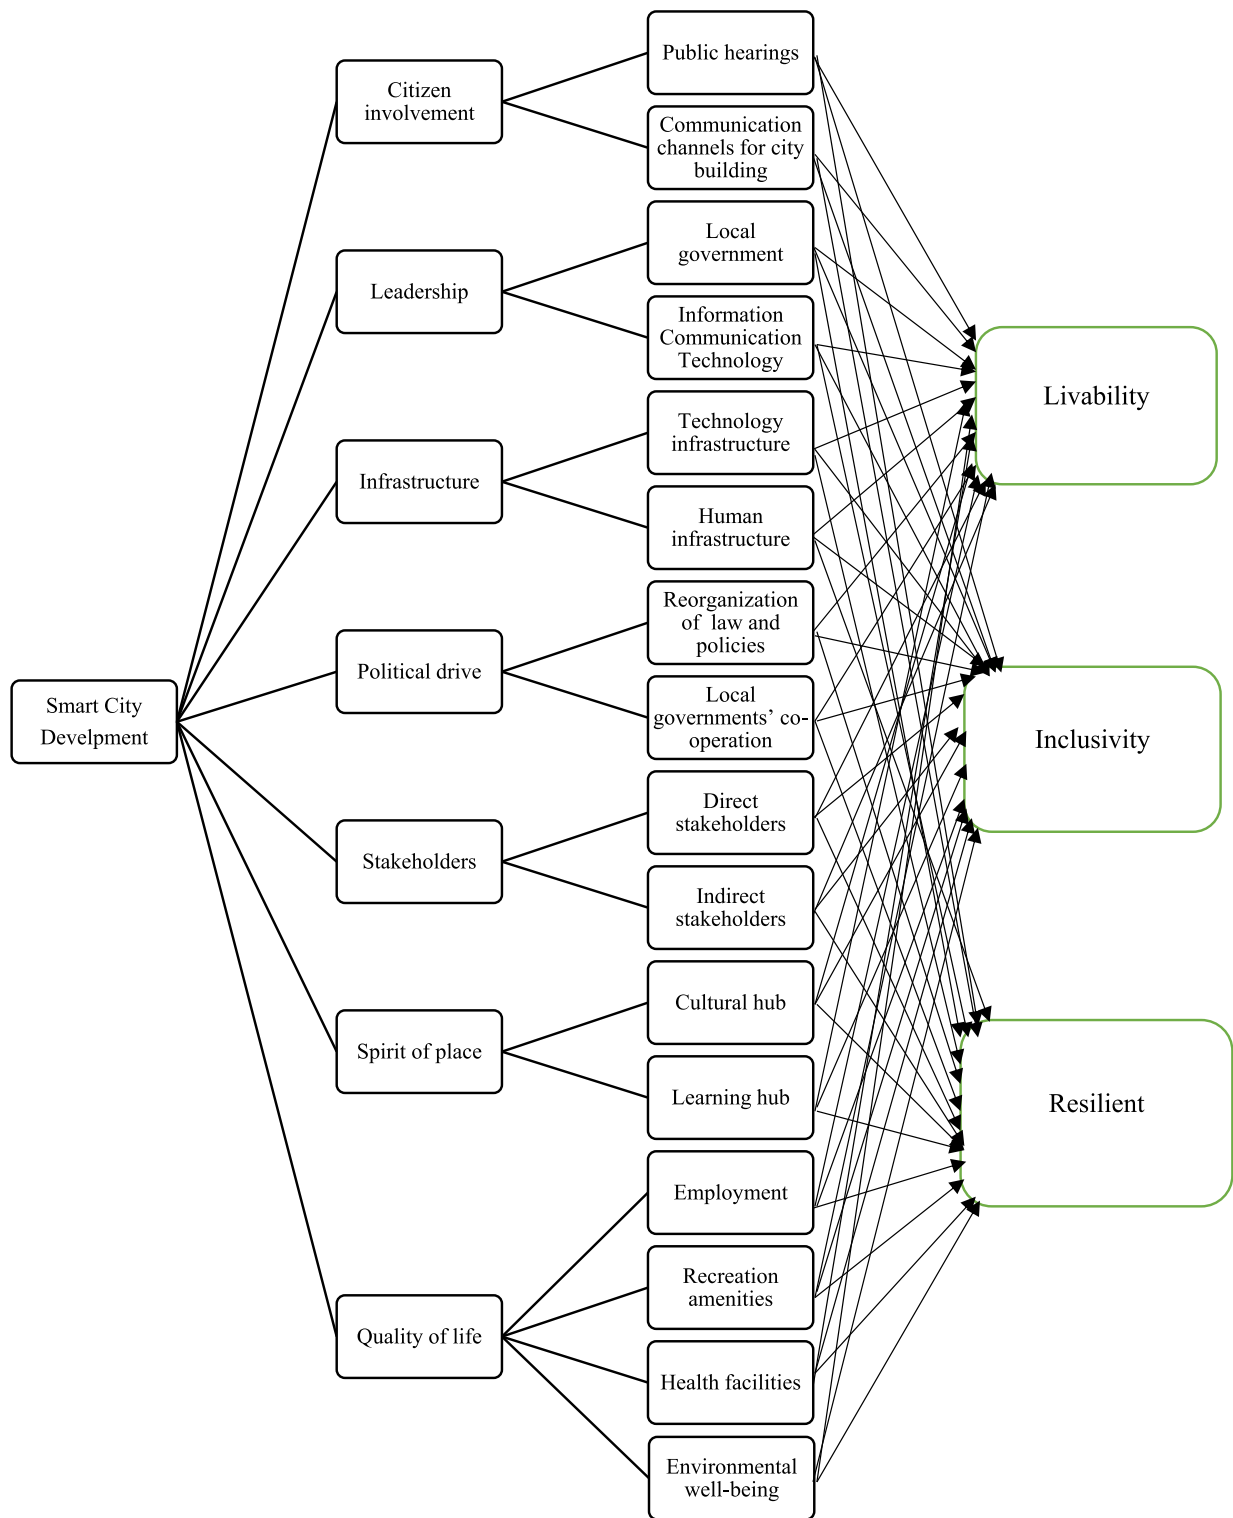 Smart City
Develpment
Citizen
involvement
Leadership
Infrastructure
Political drive
Stakeholders
Spirit of place
Quality of life
Public hearings
Communication
channels for city
building
Local
government
Information
Communication
Technology
Technology
infrastructure
Human
infrastructure
Reorganization
of law and
policies
Local
governments’ co-
operation
Direct
stakeholders
Indirect
stakeholders
Cultural hub
Learning hub
Employment
Recreation
amenities
Health facilities
Environmental
well-being
Livability
Inclusivity
Resilient